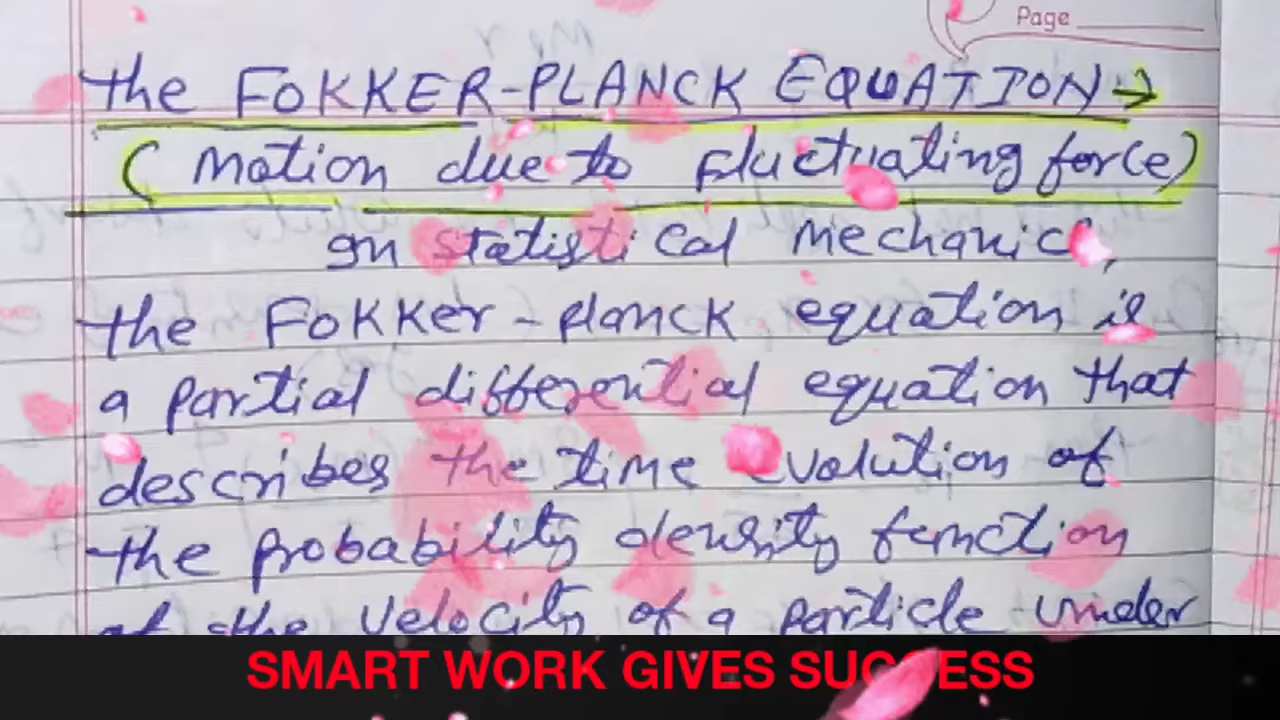 Page
the FOKKER-PLANCK EQUATION →
( Motion due to Fluctuating force)
In statistical mechanics,
the Fokker-planck equation is
a partial differential equation that
describes the time evolution of
the probability density function
of the velocity of a particle under
SMART WORK GIVES SUCCESS